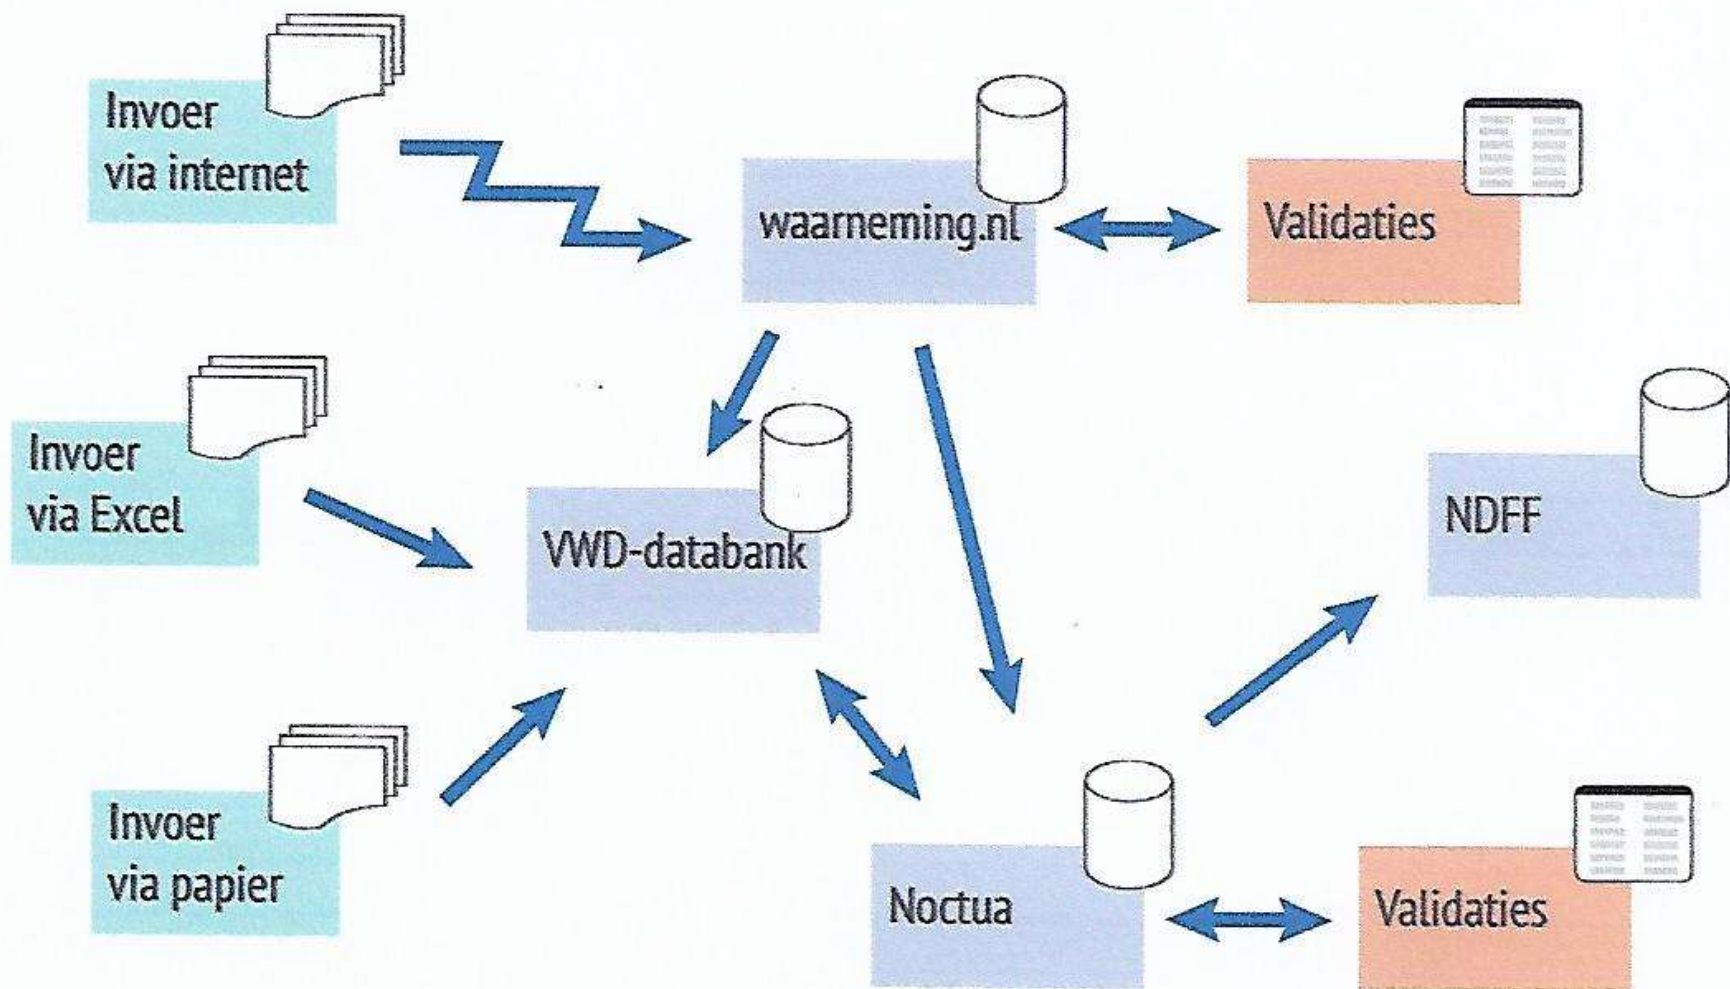 Invoer
via internet
waarneming.nl
Validaties
Invoer
via Excel
VWD-databank
NDFF
Invoer
via papier
Noctua
Validaties